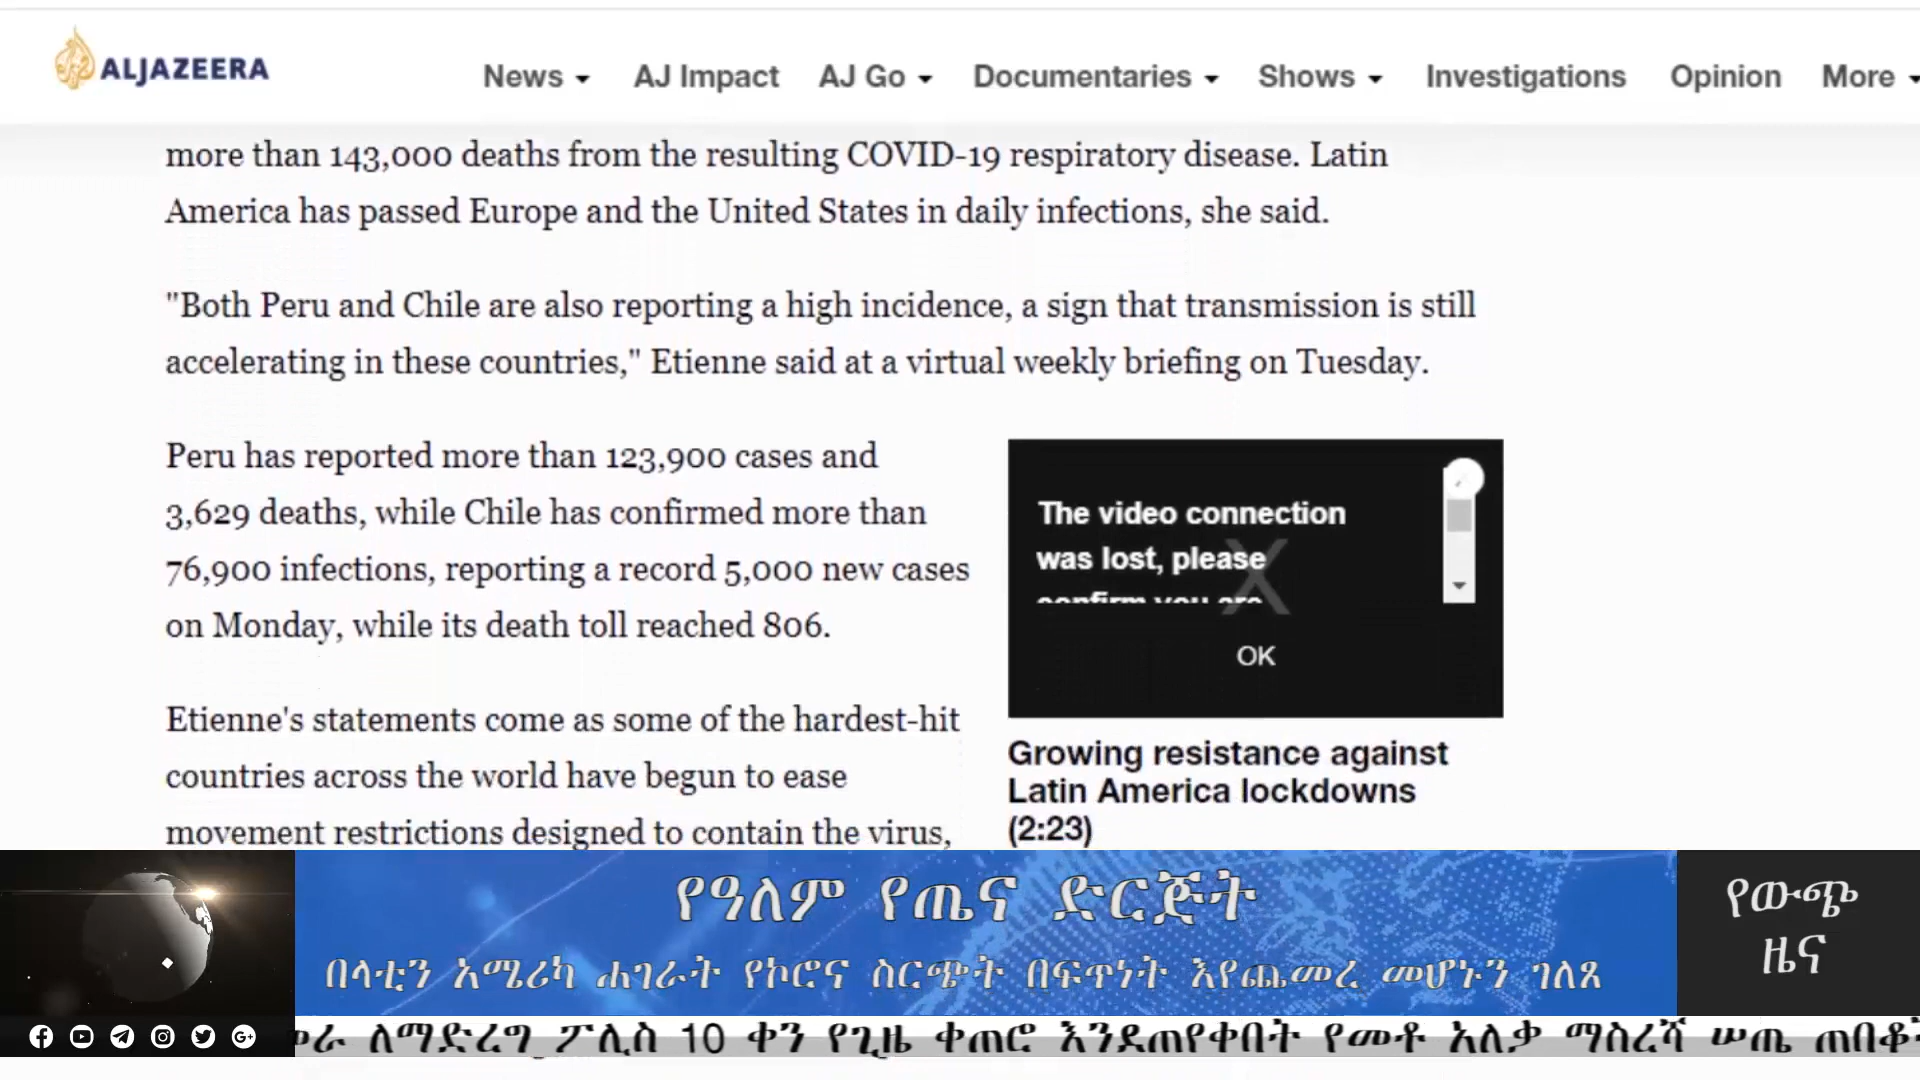 ALJAZEERA
News AJ Impact AJ Go Documentaries Shows Investigations Opinion More
more than 143,000 deaths from the resulting COVID-19 respiratory disease. Latin
America has passed Europe and the United States in daily infections, she said.
"Both Peru and Chile are also reporting a high incidence, a sign that transmission is still
accelerating in these countries," Etienne said at a virtual weekly briefing on Tuesday.
Peru has reported more than 123,900 cases and
3,629 deaths, while Chile has confirmed more than
76,900 infections, reporting a record 5,000 new cases
on Monday, while its death toll reached 806.
The video connection
was lost, please
confirm you are
X
OK
Growing resistance against
Latin America lockdowns
(2:23)
Etienne's statements come as some of the hardest-hit
countries across the world have begun to ease
movement restrictions designed to contain the virus,
የዓለም የጤና ድርጅት
በላቲን አሜሪካ ሐገራት የኮሮና ስርጭት በፍጥነት እየጨመረ መሆኑን ገለጸ
የውጭ
ዜና
ለማድረግ ፖሊስ 10 ቀን የጊዜ ቀጠሮ እንደጠየቀበት የመቶ አለቃ ማስረሻ ሠጤ